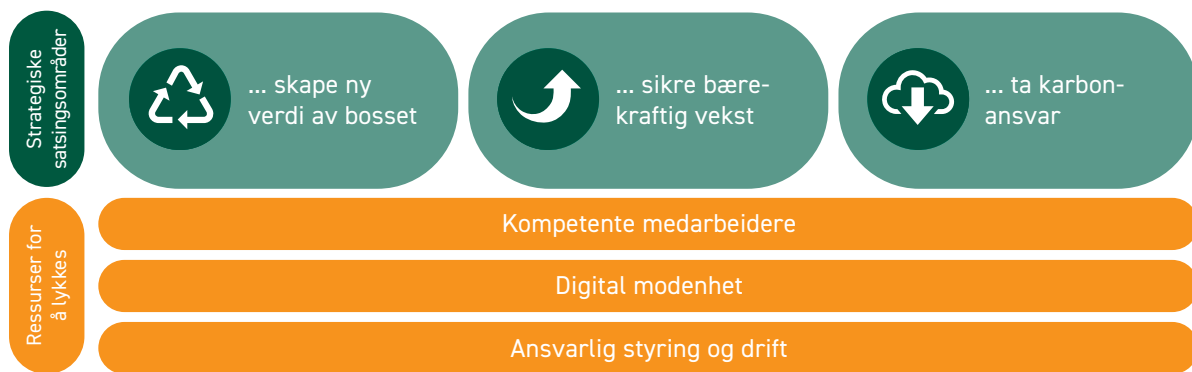 Strategiske
satsingsområder
... skape ny
verdi av bosset
... sikre bære-
kraftig vekst
... ta karbon-
ansvar
Ressurser for
å lykkes
Kompetente medarbeidere
Digital modenhet
Ansvarlig styring og drift